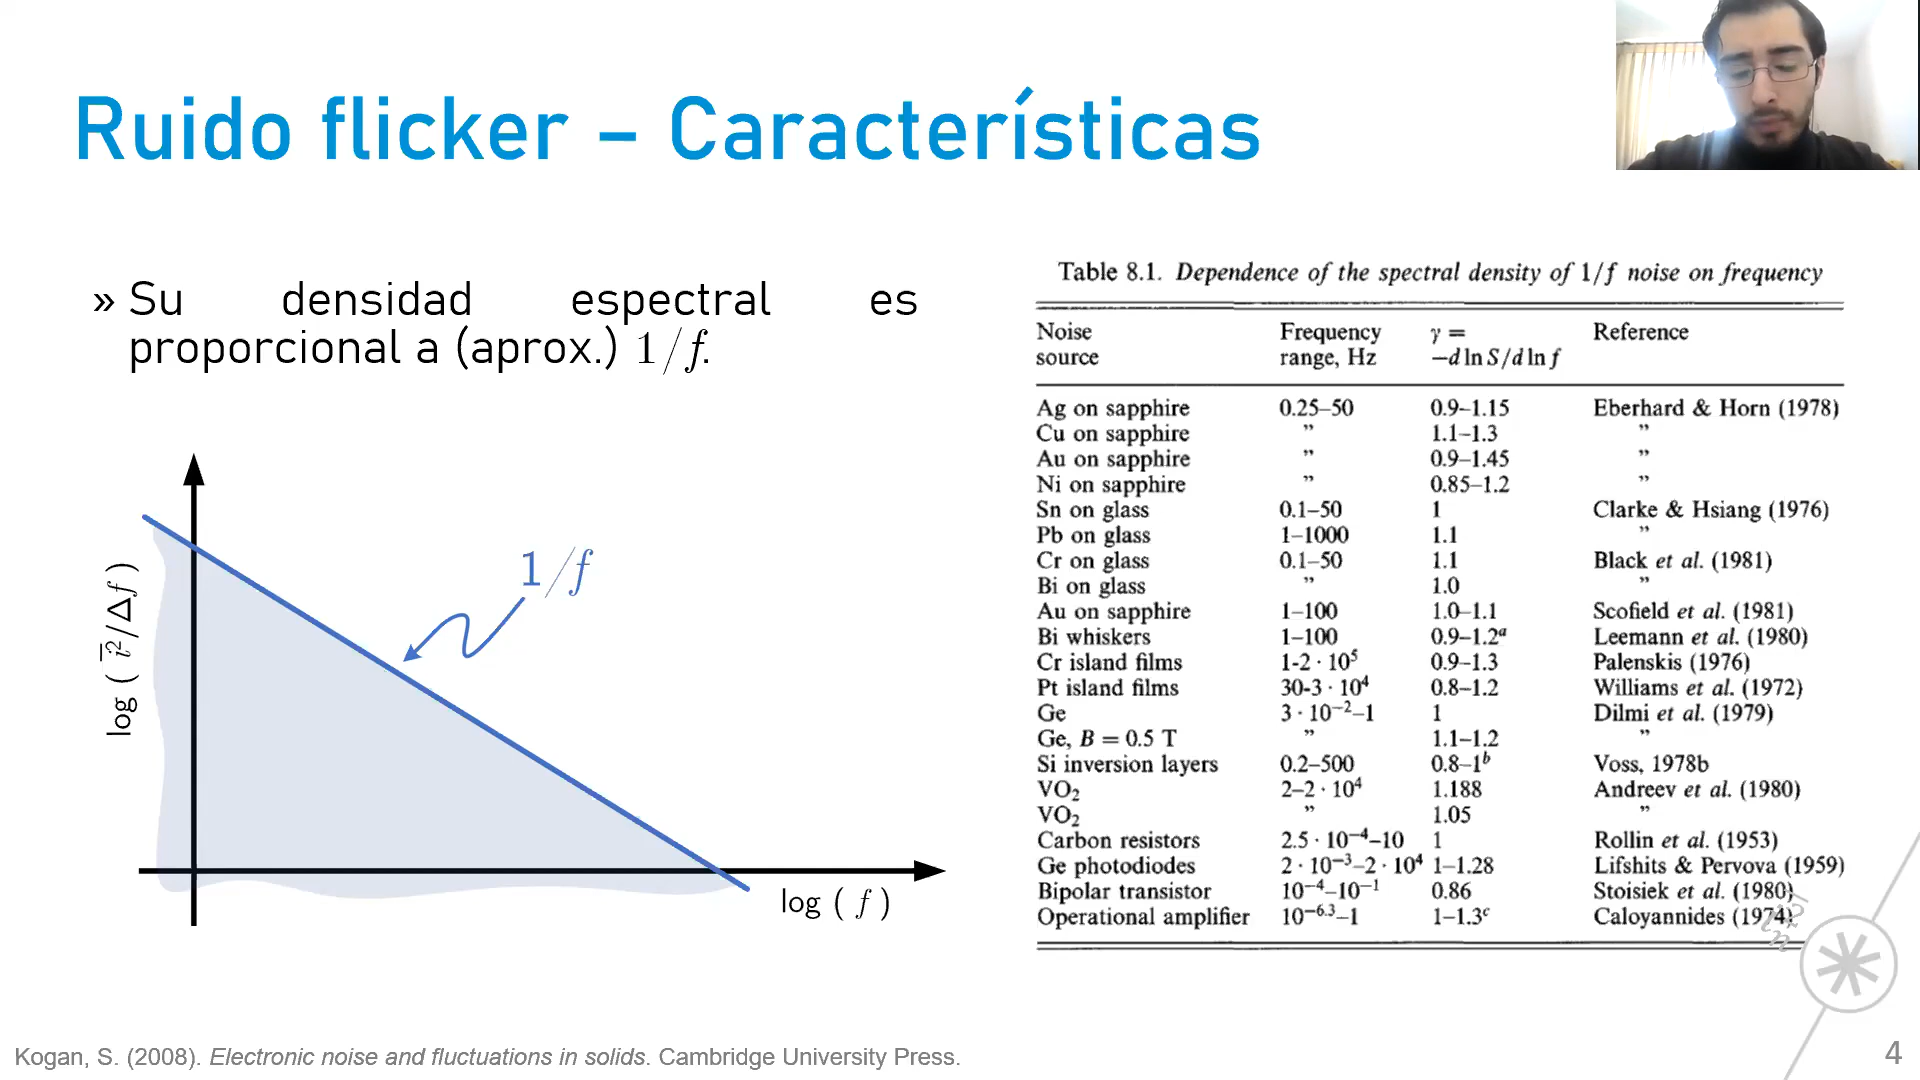 Ruido flicker – Características
» Su densidad espectral es
proporcional a (aprox.) 1/f.
log ( i²/Δf )
1/f
log ( f )
Table 8.1. Dependence of the spectral density of 1/f noise on frequency
Noise source Frequency range, Hz γ = −d ln S/d ln f Reference
Ag on sapphire 0.25–50 0.9–1.15 Eberhard & Horn (1978)
Cu on sapphire ” 1.1–1.3 ”
Au on sapphire ” 0.9–1.45 ”
Ni on sapphire ” 0.85–1.2 ”
Sn on glass 0.1–50 1 Clarke & Hsiang (1976)
Pb on glass 1–1000 1.1 ”
Cr on glass 0.1–50 1.1 Black et al. (1981)
Bi on glass ” 1.0 ”
Au on sapphire 1–100 1.0–1.1 Scofield et al. (1981)
Bi whiskers 1–100 0.9–1.2ᵃ Leemann et al. (1980)
Cr island films 1-2 · 10⁵ 0.9–1.3 Palenskis (1976)
Pt island films 30-3 · 10⁴ 0.8–1.2 Williams et al. (1972)
Ge 3 · 10⁻²–1 1 Dilmi et al. (1979)
Ge, B = 0.5 T ” 1.1–1.2 ”
Si inversion layers 0.2–500 0.8–1ᵇ Voss, 1978b
VO₂ 2–2 · 10⁴ 1.188 Andreev et al. (1980)
VO₂ ” 1.05 ”
Carbon resistors 2.5 · 10⁻⁴–10 1 Rollin et al. (1953)
Ge photodiodes 2 · 10⁻³–2 · 10⁴ 1–1.28 Lifshits & Pervova (1959)
Bipolar transistor 10⁻⁴–10⁻¹ 0.86 Stoisiek et al. (1980)
Operational amplifier 10⁻⁶·³–1 1–1.3ᶜ Caloyannides (1974)
Kogan, S. (2008). Electronic noise and fluctuations in solids. Cambridge University Press.
4